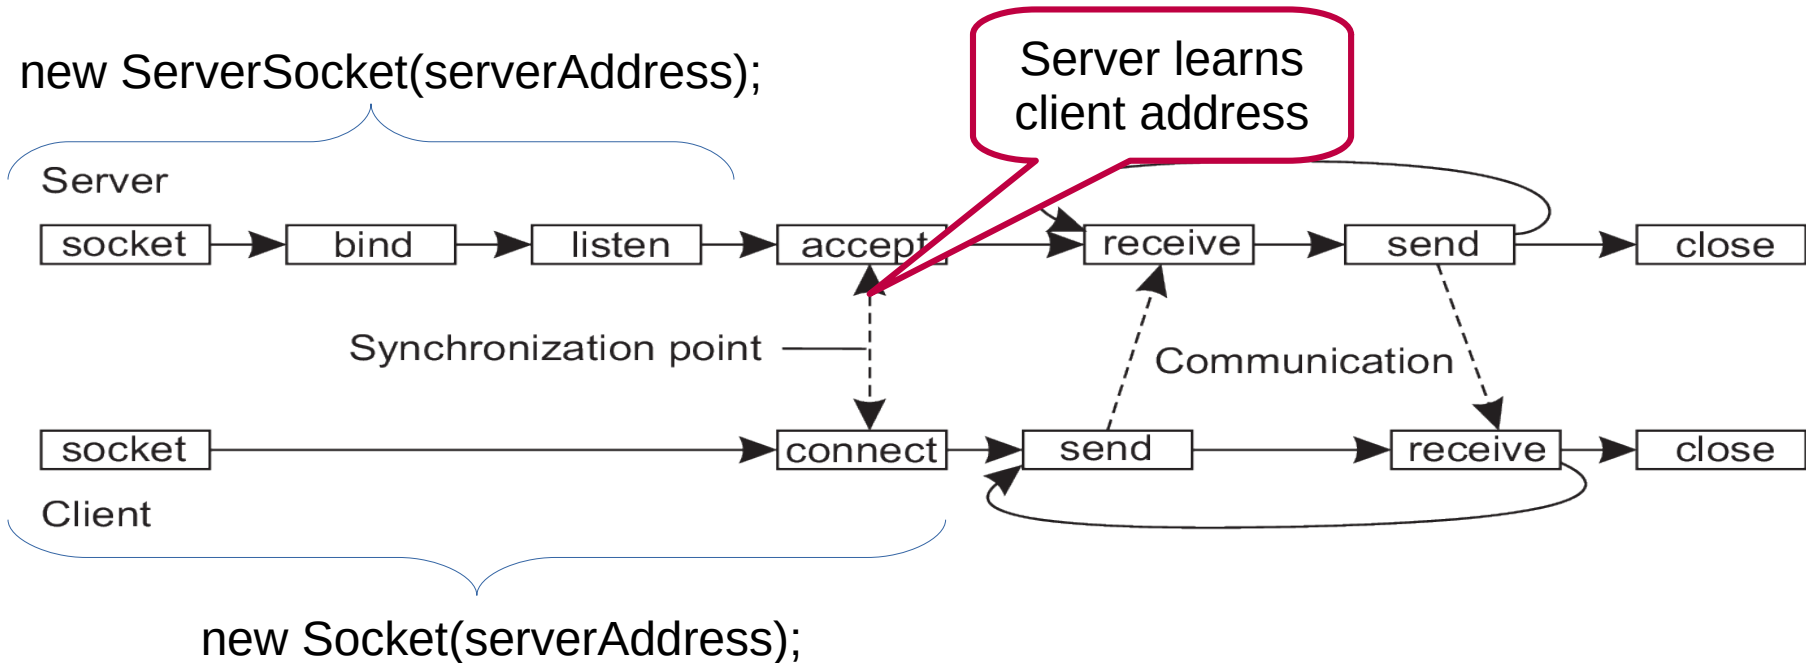 new ServerSocket(serverAddress);
Server learns
client address
Server
socket
bind
listen
accept
receive
send
close
Synchronization point
Communication
socket
connect
send
receive
close
Client
new Socket(serverAddress);